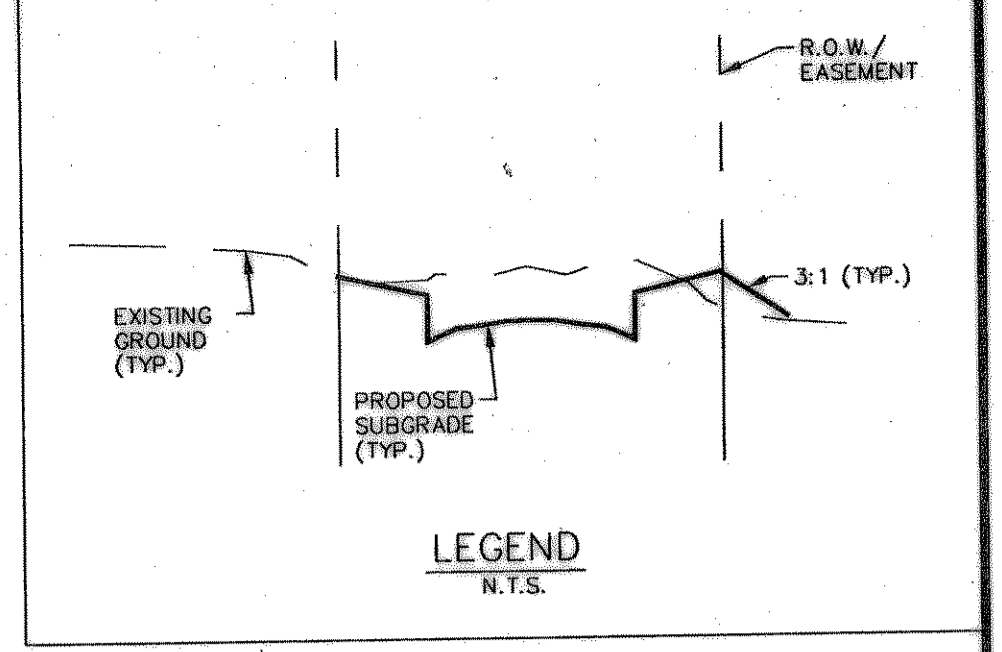 R.O.W./
EASEMENT
3:1 (TYP.)
EXISTING
GROUND
(TYP.)
PROPOSED
SUBGRADE
(TYP.)
LEGEND
N.T.S.